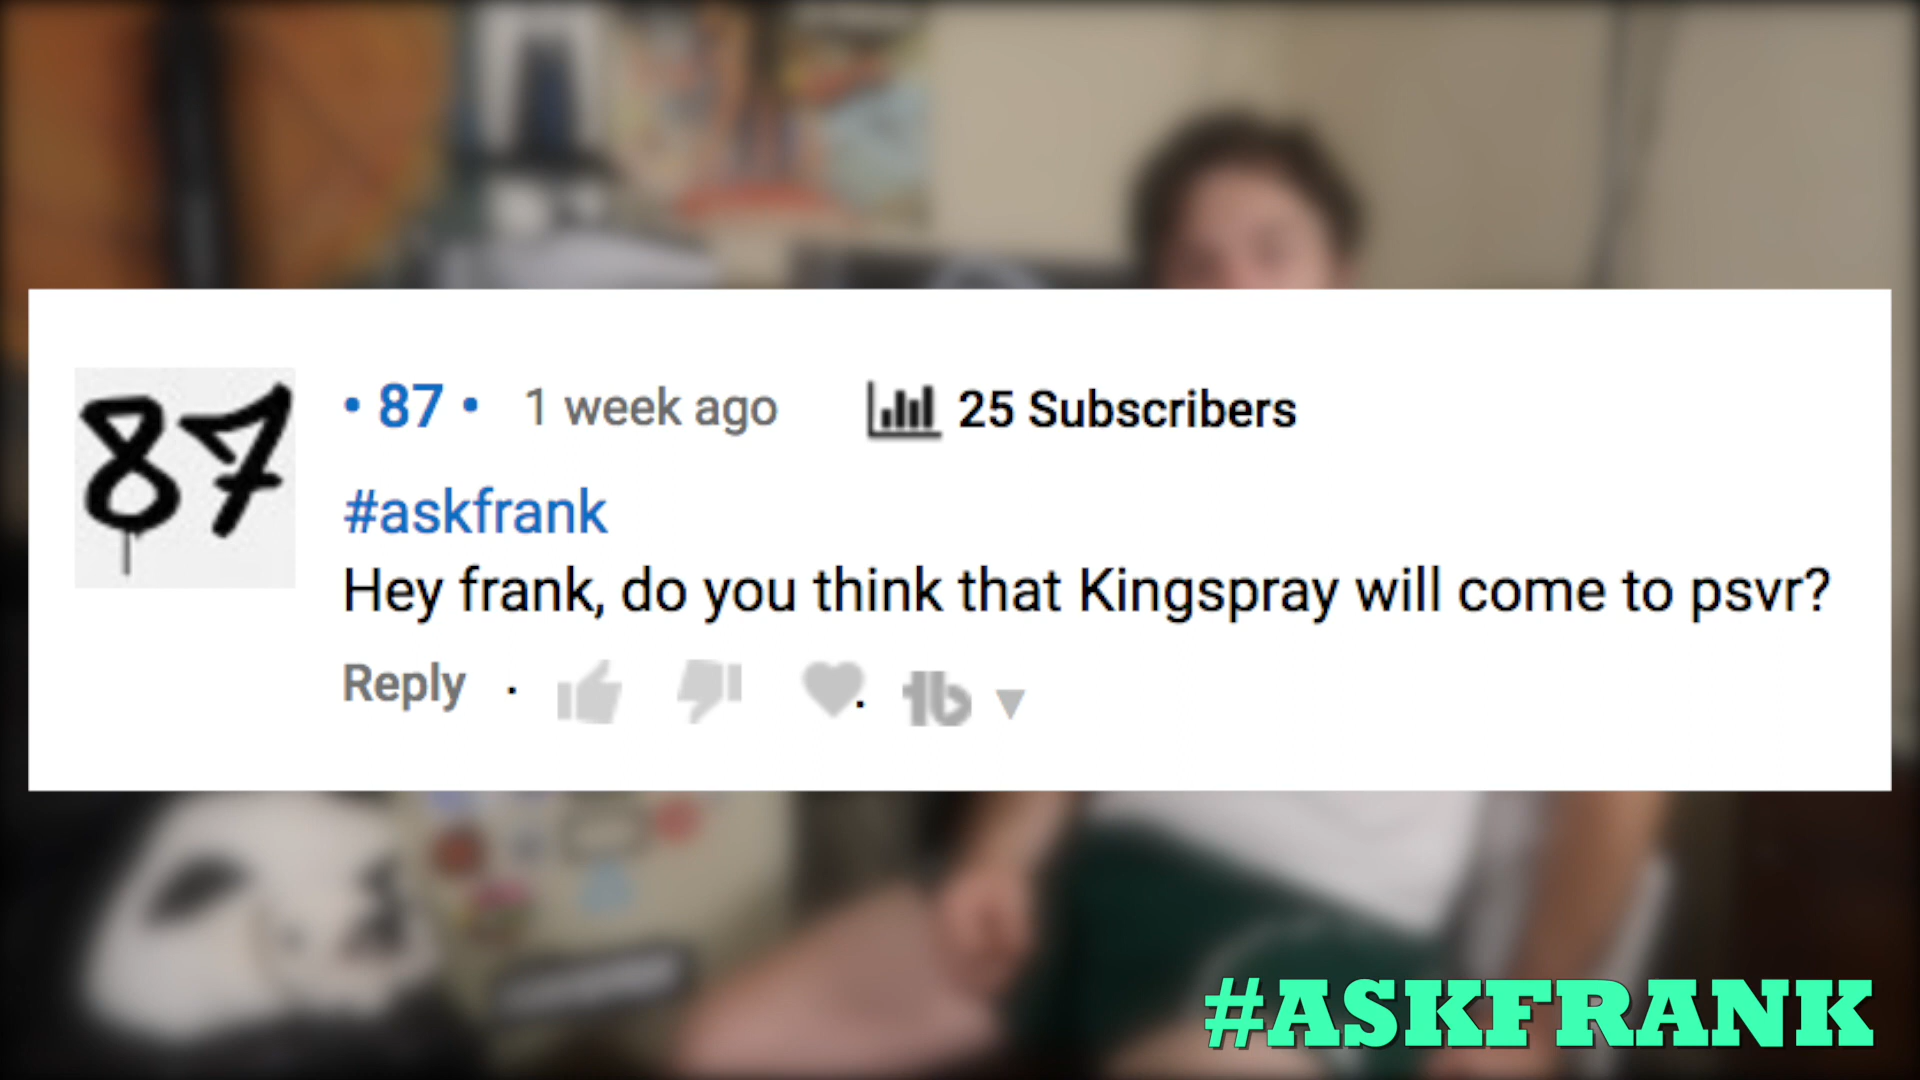 87
• 87 • 1 week ago 25 Subscribers
#askfrank
Hey frank, do you think that Kingspray will come to psvr?
Reply · .
#ASKFRANK